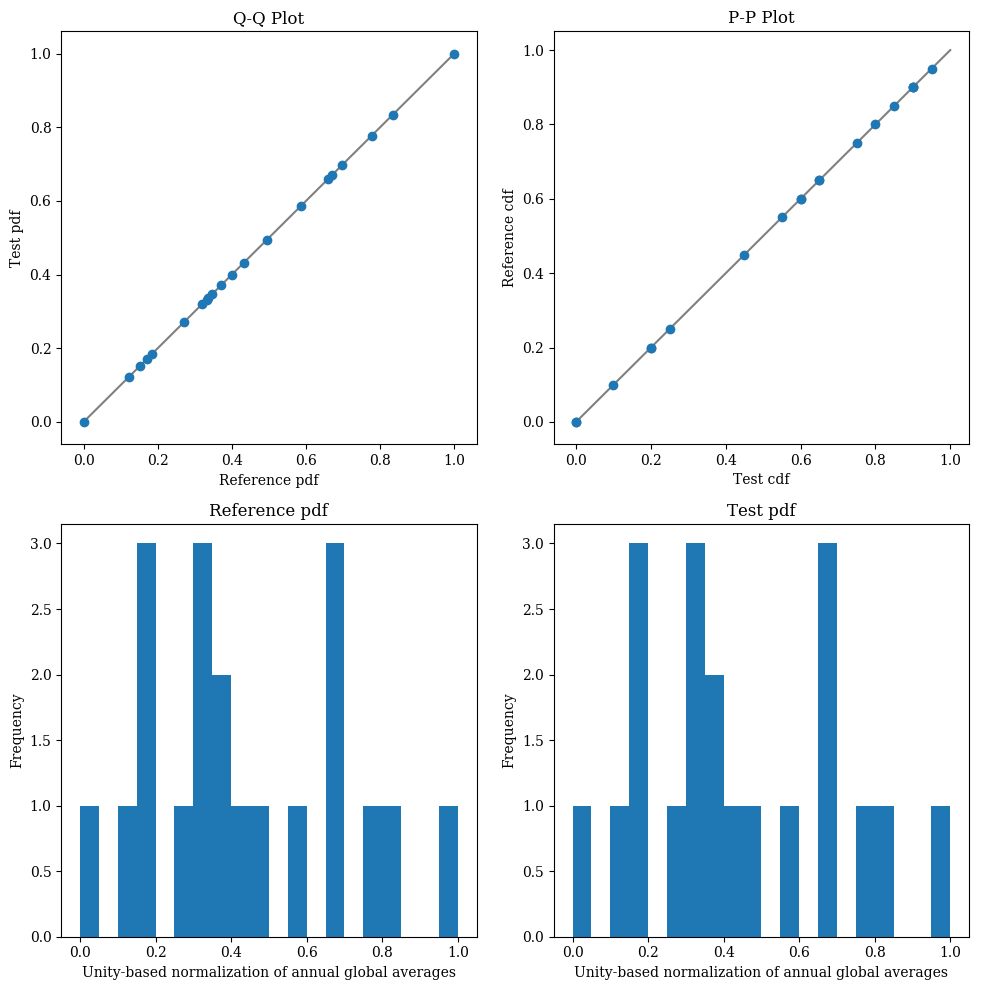 Q-Q Plot
1.0
0.8
0.6
0.4
0.2
0.0
Test pdf
0.0 0.2 0.4 0.6 0.8 1.0
Reference pdf
P-P Plot
1.0
0.8
0.6
0.4
0.2
0.0
Reference cdf
0.0 0.2 0.4 0.6 0.8 1.0
Test cdf
Reference pdf
3.0
2.5
2.0
1.5
1.0
0.5
0.0
Frequency
0.0 0.2 0.4 0.6 0.8 1.0
Unity-based normalization of annual global averages
Test pdf
3.0
2.5
2.0
1.5
1.0
0.5
0.0
Frequency
0.0 0.2 0.4 0.6 0.8 1.0
Unity-based normalization of annual global averages